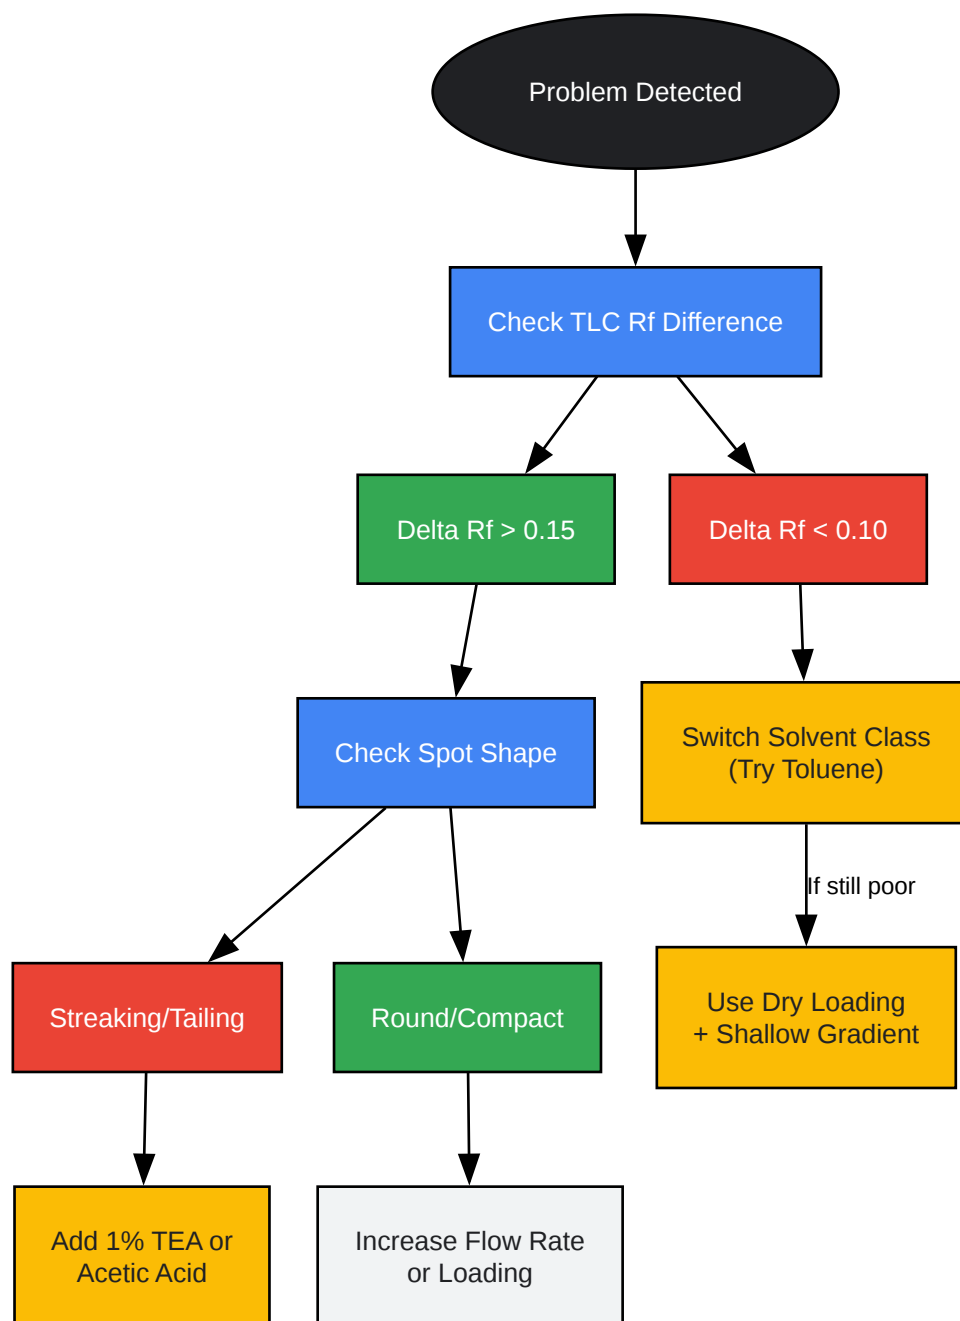 Problem Detected
Check TLC Rf Difference
Delta Rf > 0.15
Delta Rf < 0.10
Check Spot Shape
Switch Solvent Class
(Try Toluene)
If still poor
Streaking/Tailing
Round/Compact
Use Dry Loading
+ Shallow Gradient
Add 1% TEA or
Acetic Acid
Increase Flow Rate
or Loading